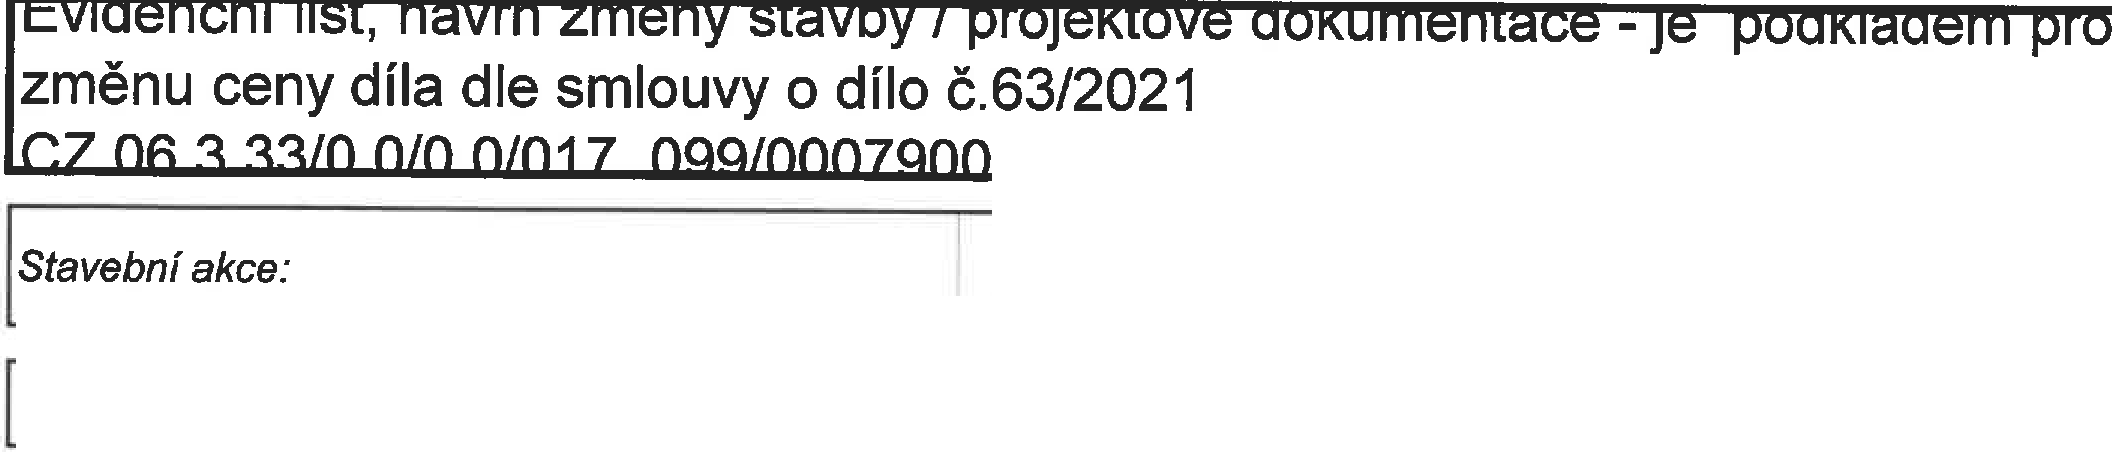 Evidenční list, návrh změny stavby / projektové dokumentace - je podkladem pro
změnu ceny díla dle smlouvy o dílo č.63/2021
CZ.06.3.33/0.0/0.0/017_099/0007900
Stavební akce: